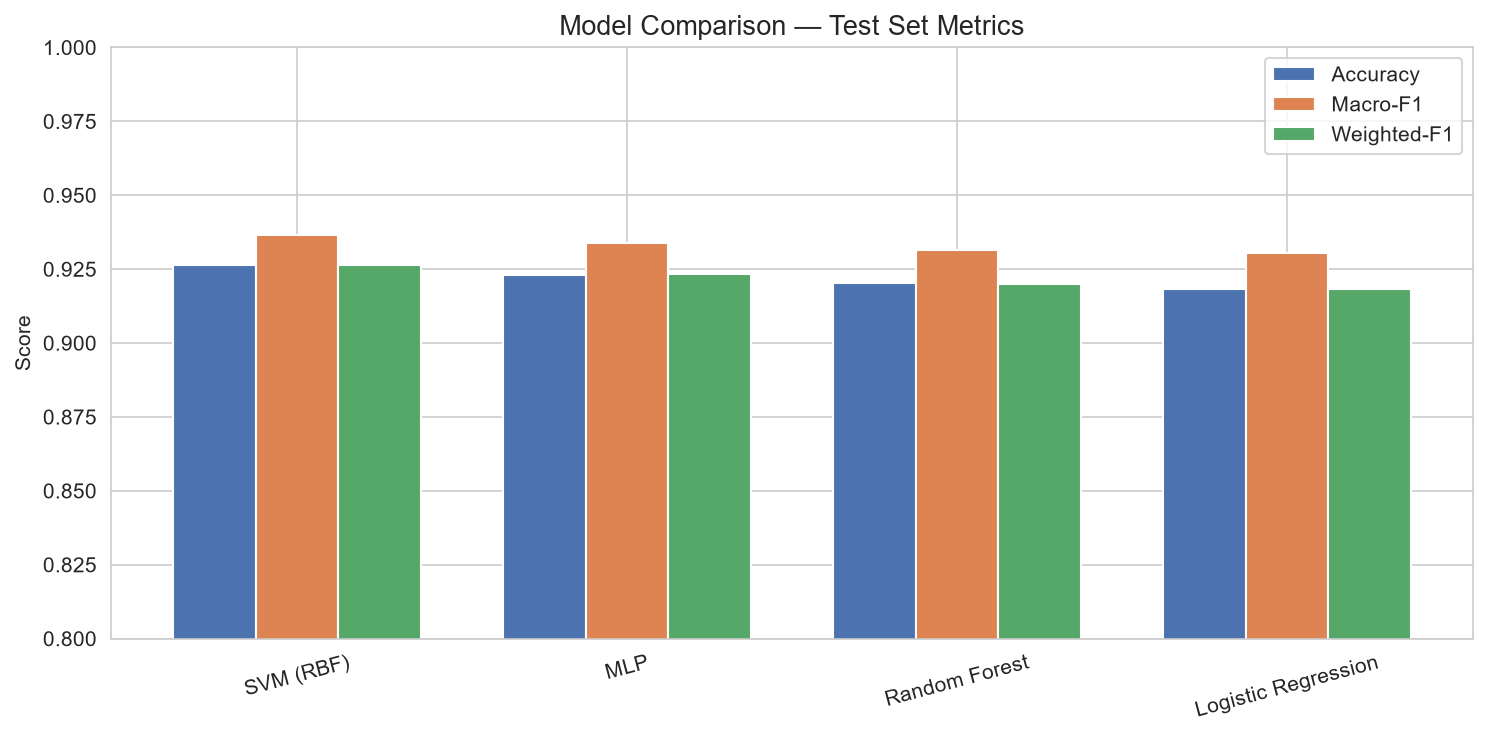 Model Comparison — Test Set Metrics
1.000
0.975
0.950
0.925
0.900
0.875
0.850
0.825
0.800
Score
Accuracy
Macro-F1
Weighted-F1
SVM (RBF)
MLP
Random Forest
Logistic Regression